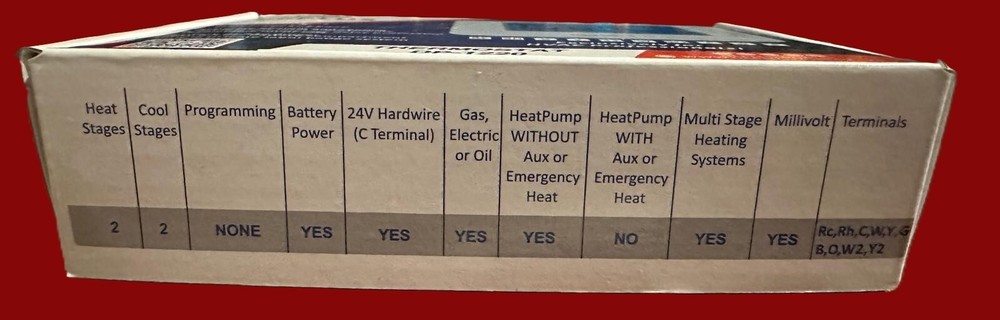 THERMOSTAT
Heat Stages
Cool Stages
Programming
Battery Power
24V Hardwire (C Terminal)
Gas, Electric or Oil
HeatPump WITHOUT Aux or Emergency Heat
HeatPump WITH Aux or Emergency Heat
Multi Stage Heating Systems
Millivolt
Terminals
2
2
NONE
YES
YES
YES
YES
NO
YES
YES
Rc,Rh,C,W,Y,G
B,O,W2,Y2